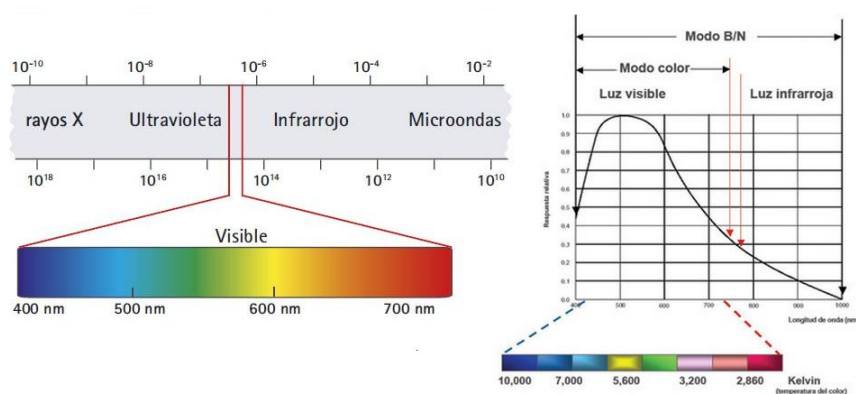 10⁻¹⁰ 10⁻⁸ 10⁻⁶ 10⁻⁴ 10⁻²
rayos X Ultravioleta Infrarrojo Microondas
10¹⁸ 10¹⁶ 10¹⁴ 10¹² 10¹⁰
Visible
400 nm 500 nm 600 nm 700 nm
Modo B/N
Modo color
Luz visible Luz infrarroja
Respuesta relativa
1.0
0.9
0.8
0.7
0.6
0.5
0.4
0.3
0.2
0.1
0.0
400 500 600 700 800 900 1000
Longitud de onda (nm)
10,000 7,000 5,600 3,200 2,860 Kelvin
(temperatura del color)